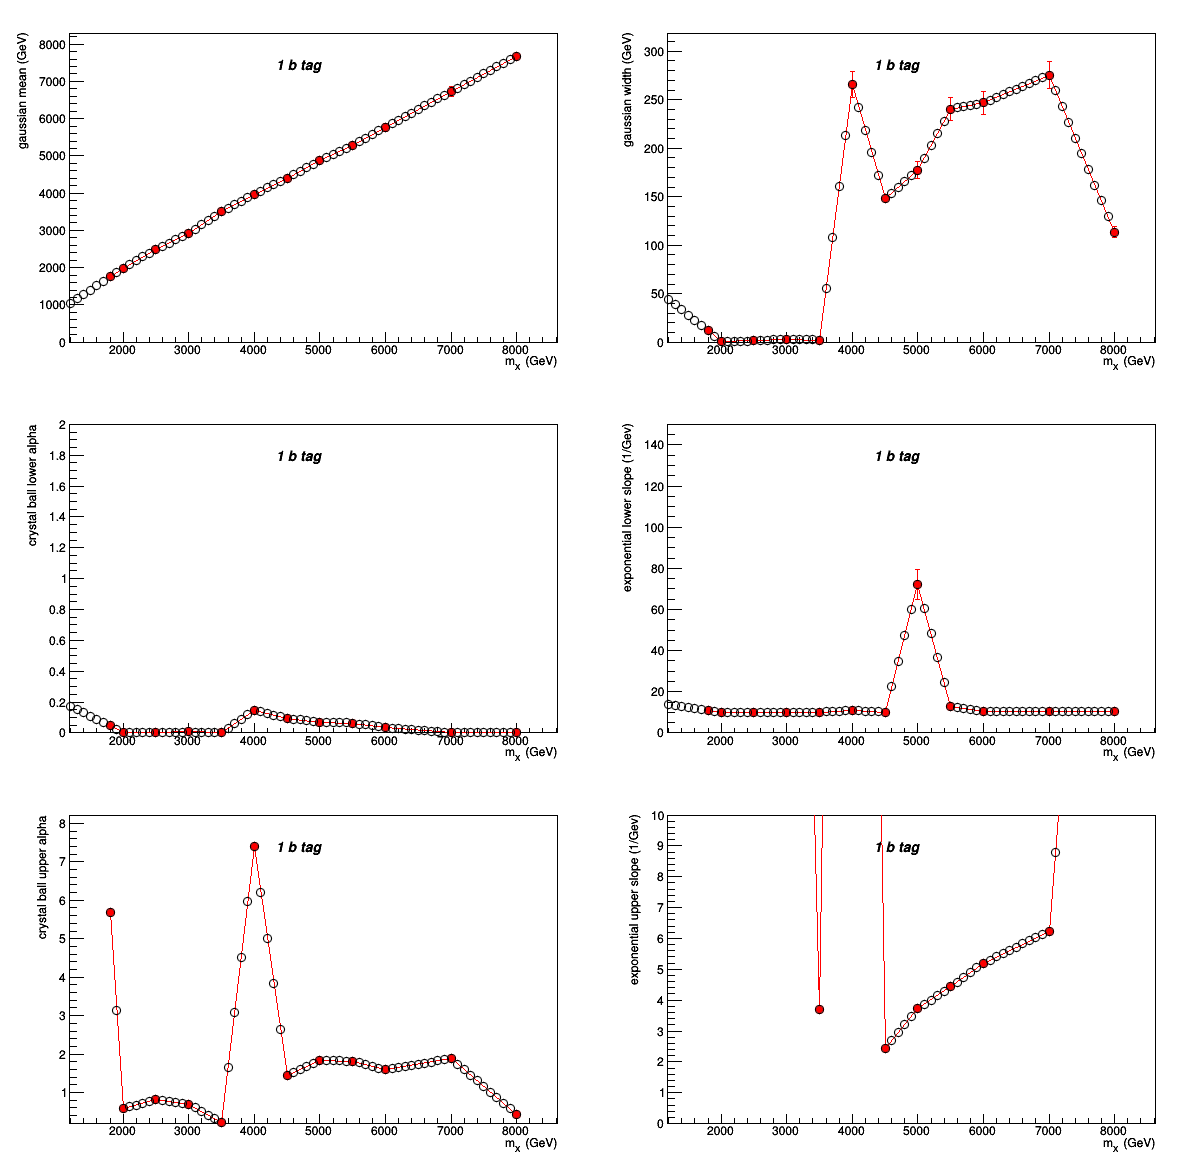 gaussian mean (GeV)
1 b tag
8000
7000
6000
5000
4000
3000
2000
1000
0
2000 3000 4000 5000 6000 7000 8000
mx (GeV)
gaussian width (GeV)
1 b tag
300
250
200
150
100
50
0
2000 3000 4000 5000 6000 7000 8000
mx (GeV)
crystal ball lower alpha
1 b tag
2
1.8
1.6
1.4
1.2
1
0.8
0.6
0.4
0.2
0
2000 3000 4000 5000 6000 7000 8000
mx (GeV)
exponential lower slope (1/Gev)
1 b tag
140
120
100
80
60
40
20
0
2000 3000 4000 5000 6000 7000 8000
mx (GeV)
crystal ball upper alpha
1 b tag
8
7
6
5
4
3
2
1
2000 3000 4000 5000 6000 7000 8000
mx (GeV)
exponential upper slope (1/Gev)
1 b tag
10
9
8
7
6
5
4
3
2
1
0
2000 3000 4000 5000 6000 7000 8000
mx (GeV)